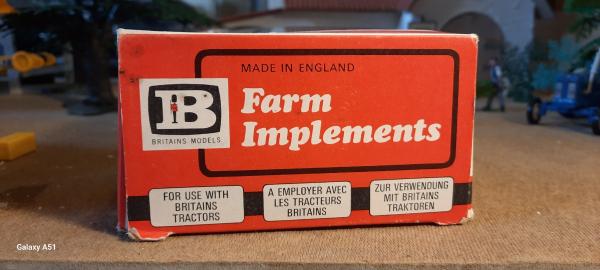 MADE IN ENGLAND
B
BRITAINS MODELS
Farm
Implements
FOR USE WITH
BRITAINS
TRACTORS
A EMPLOYER AVEC
LES TRACTEURS
BRITAINS
ZUR VERWENDUNG
MIT BRITAINS
TRAKTOREN
Galaxy A51